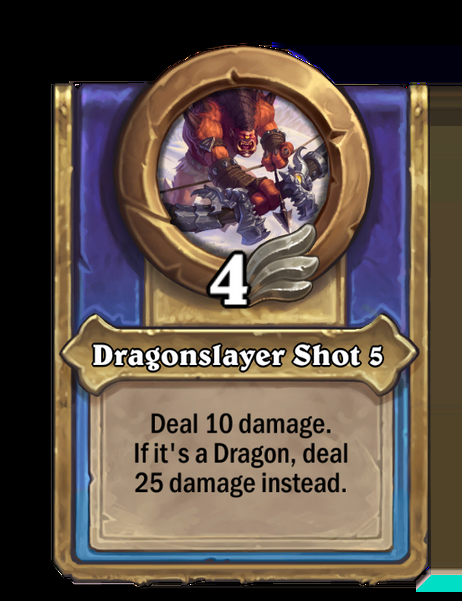 4
Dragonslayer Shot 5
Deal 10 damage.
If it's a Dragon, deal
25 damage instead.